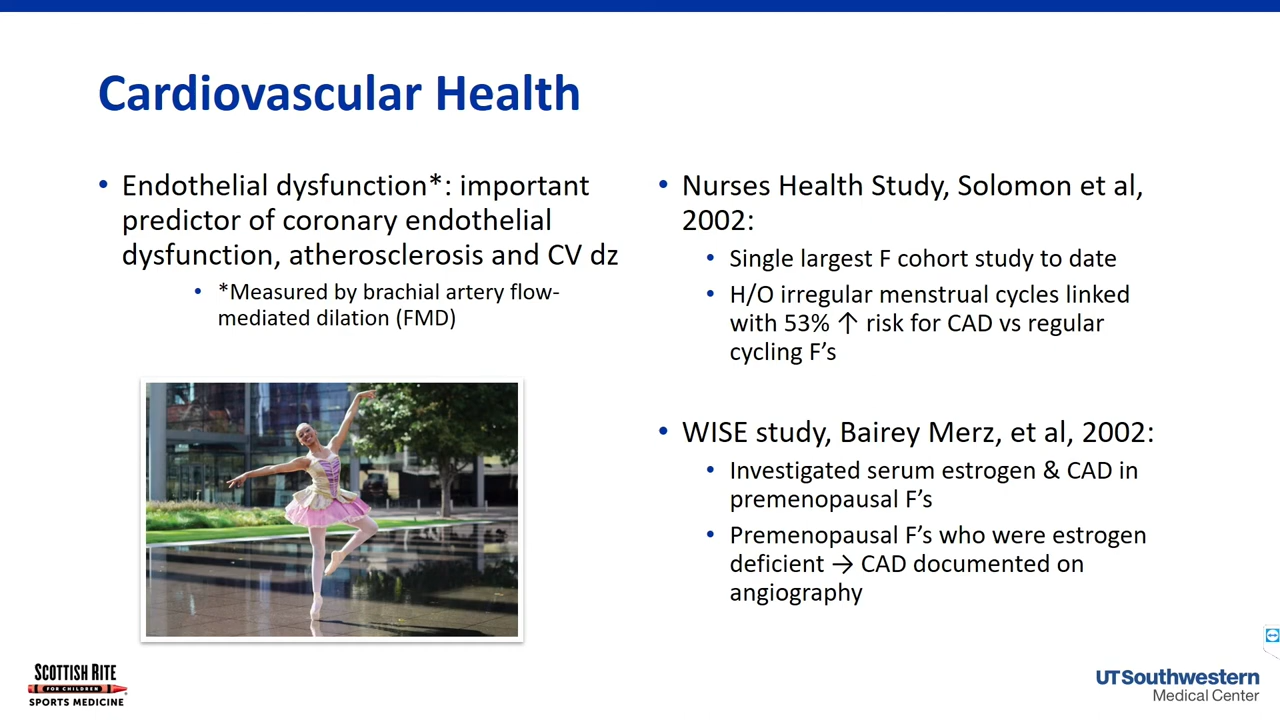 Cardiovascular Health
• Endothelial dysfunction*: important
predictor of coronary endothelial
dysfunction, atherosclerosis and CV dz
• *Measured by brachial artery flow-
mediated dilation (FMD)
• Nurses Health Study, Solomon et al,
2002:
• Single largest F cohort study to date
• H/O irregular menstrual cycles linked
with 53% ↑ risk for CAD vs regular
cycling F’s
• WISE study, Bairey Merz, et al, 2002:
• Investigated serum estrogen & CAD in
premenopausal F’s
• Premenopausal F’s who were estrogen
deficient → CAD documented on
angiography
SCOTTISH RITE
FOR CHILDREN
SPORTS MEDICINE
UT Southwestern
Medical Center